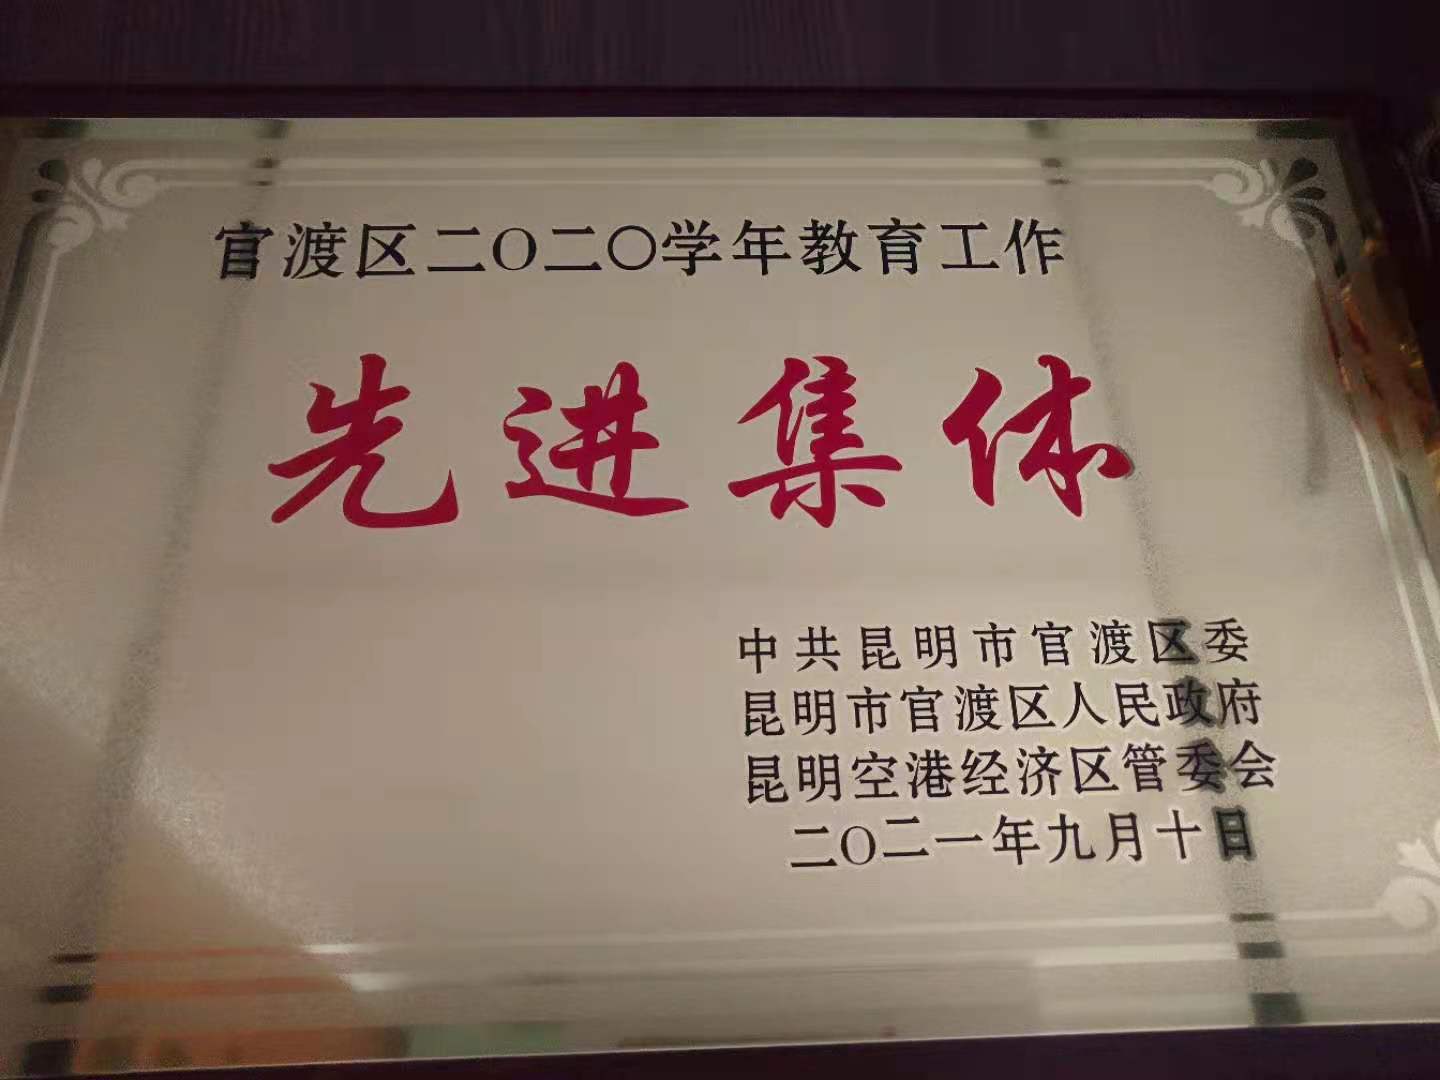 官渡区二〇二〇学年教育工作
先进集体
中共昆明市官渡区委
昆明市官渡区人民政府
昆明空港经济区管委会
二〇二一年九月十日